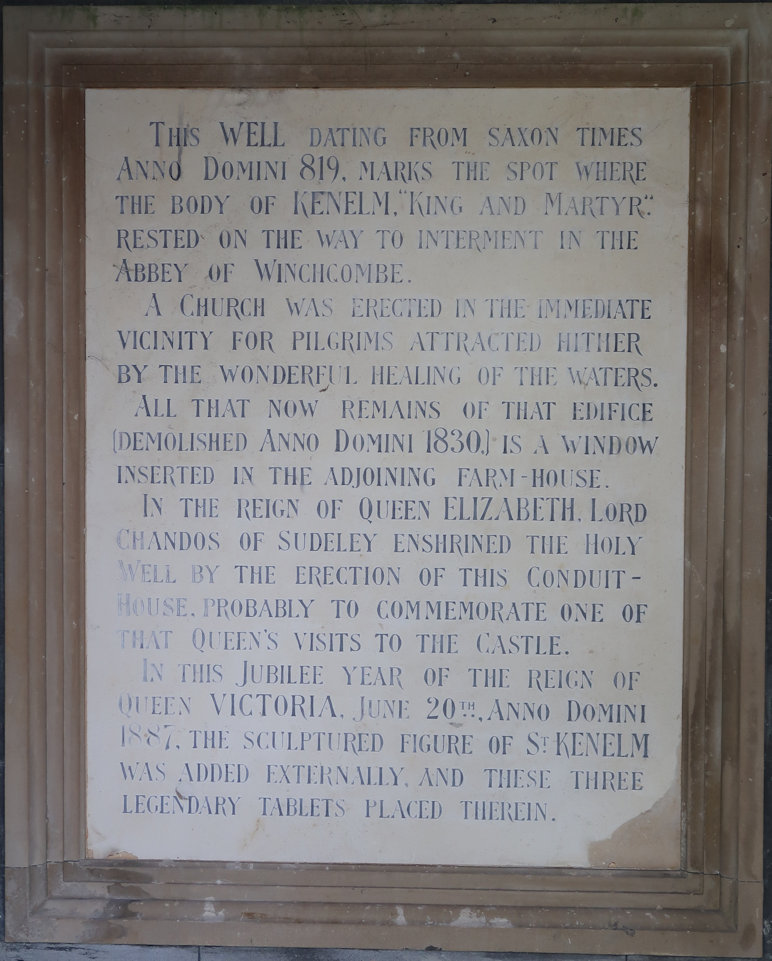 THIS WELL DATING FROM SAXON TIMES
ANNO DOMINI 819, MARKS THE SPOT WHERE
THE BODY OF KENELM, "KING AND MARTYR".
RESTED ON THE WAY TO INTERMENT IN THE
ABBEY OF WINCHCOMBE.
A CHURCH WAS ERECTED IN THE IMMEDIATE
VICINITY FOR PILGRIMS ATTRACTED HITHER
BY THE WONDERFUL HEALING OF THE WATERS.
ALL THAT NOW REMAINS OF THAT EDIFICE
(DEMOLISHED ANNO DOMINI 1830,) IS A WINDOW
INSERTED IN THE ADJOINING FARM-HOUSE.
IN THE REIGN OF QUEEN ELIZABETH, LORD
CHANDOS OF SUDELEY ENSHRINED THE HOLY
WELL BY THE ERECTION OF THIS CONDUIT-
HOUSE, PROBABLY TO COMMEMORATE ONE OF
THAT QUEEN'S VISITS TO THE CASTLE.
IN THIS JUBILEE YEAR OF THE REIGN OF
QUEEN VICTORIA, JUNE 20TH, ANNO DOMINI
1887, THE SCULPTURED FIGURE OF ST KENELM
WAS ADDED EXTERNALLY, AND THESE THREE
LEGENDARY TABLETS PLACED THEREIN.